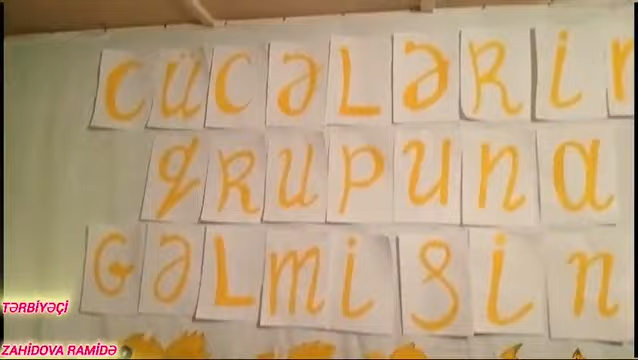 CÜCƏLƏRİN
qRUPUNa
GƏLMİŞİN
TƏRBİYƏÇİ
ZAHİDOVA RAMİDƏ